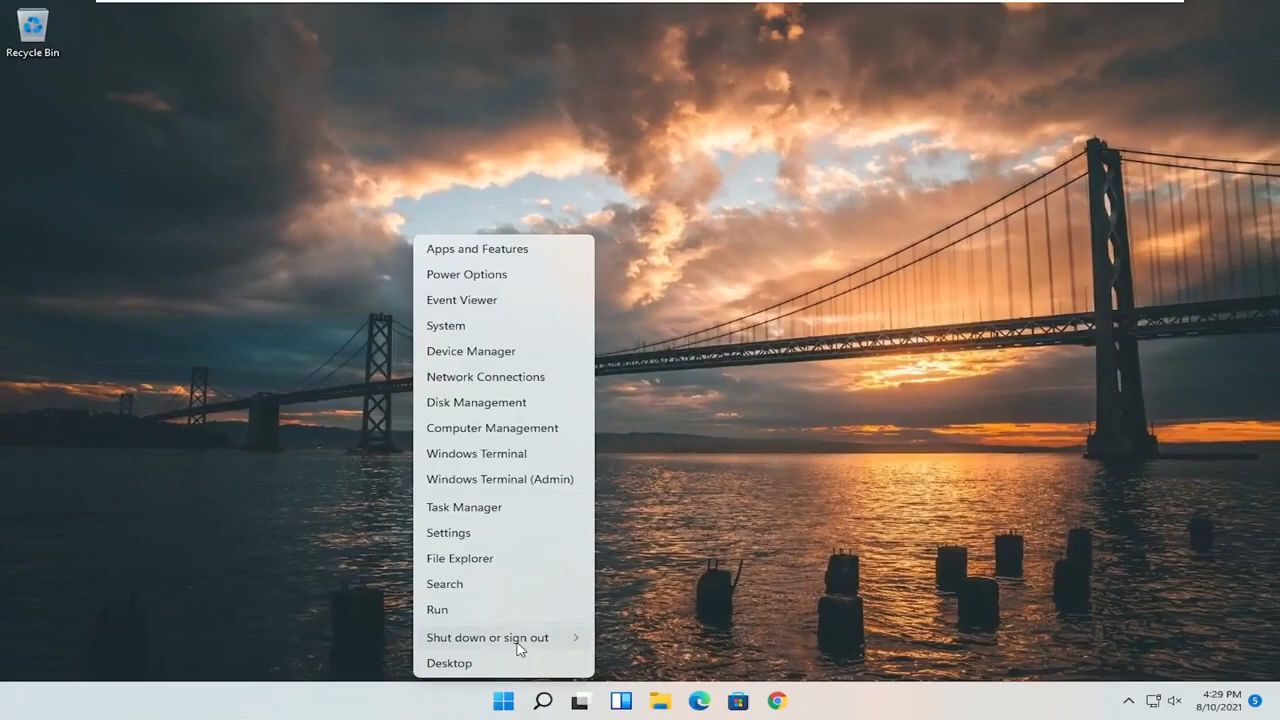 Recycle Bin
Apps and Features
Power Options
Event Viewer
System
Device Manager
Network Connections
Disk Management
Computer Management
Windows Terminal
Windows Terminal (Admin)
Task Manager
Settings
File Explorer
Search
Run
Shut down or sign out
Desktop
4:29 PM
8/10/2021
5